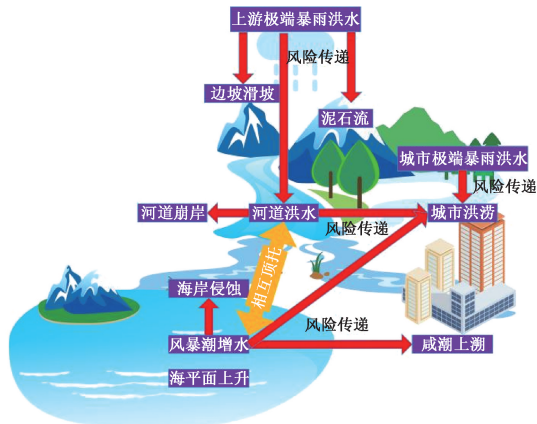 上游极端暴雨洪水
风险传递
边坡滑坡
泥石流
城市极端暴雨洪水
风险传递
河道崩岸
河道洪水
城市洪涝
风险传递
相互顶托
海岸侵蚀
风险传递
风暴潮增水
咸潮上溯
海平面上升